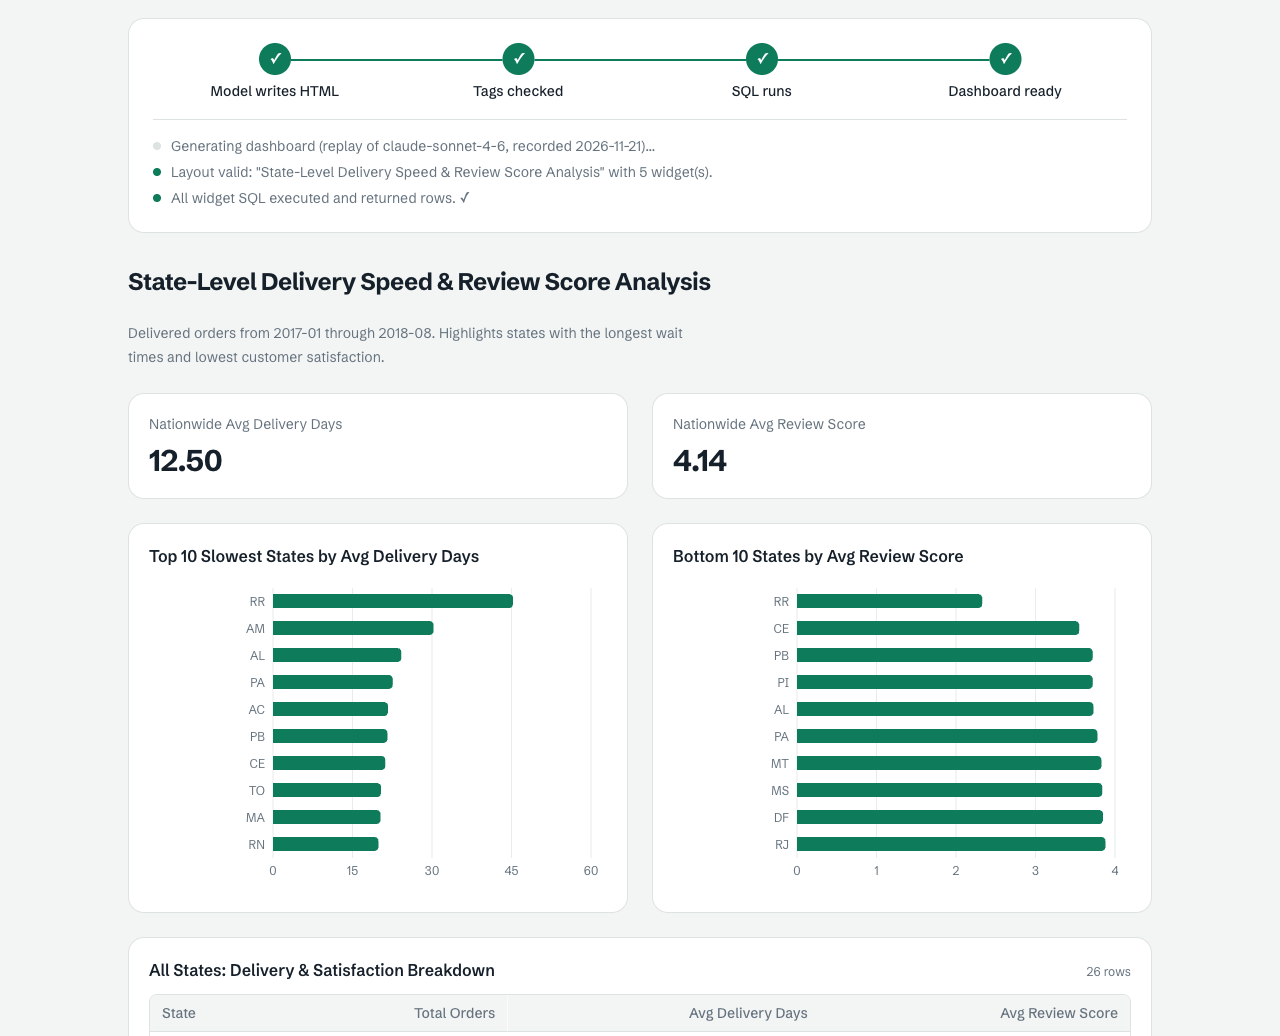 Model writes HTML
Tags checked
SQL runs
Dashboard ready
Generating dashboard (replay of claude-sonnet-4-6, recorded 2026-11-21)...
Layout valid: "State-Level Delivery Speed & Review Score Analysis" with 5 widget(s).
All widget SQL executed and returned rows. ✓
State-Level Delivery Speed & Review Score Analysis
Delivered orders from 2017-01 through 2018-08. Highlights states with the longest wait
times and lowest customer satisfaction.
Nationwide Avg Delivery Days
12.50
Nationwide Avg Review Score
4.14
Top 10 Slowest States by Avg Delivery Days
RR
AM
AL
PA
AC
PB
CE
TO
MA
RN
0 15 30 45 60
Bottom 10 States by Avg Review Score
RR
CE
PB
PI
AL
PA
MT
MS
DF
RJ
0 1 2 3 4
All States: Delivery & Satisfaction Breakdown
26 rows
State Total Orders Avg Delivery Days Avg Review Score